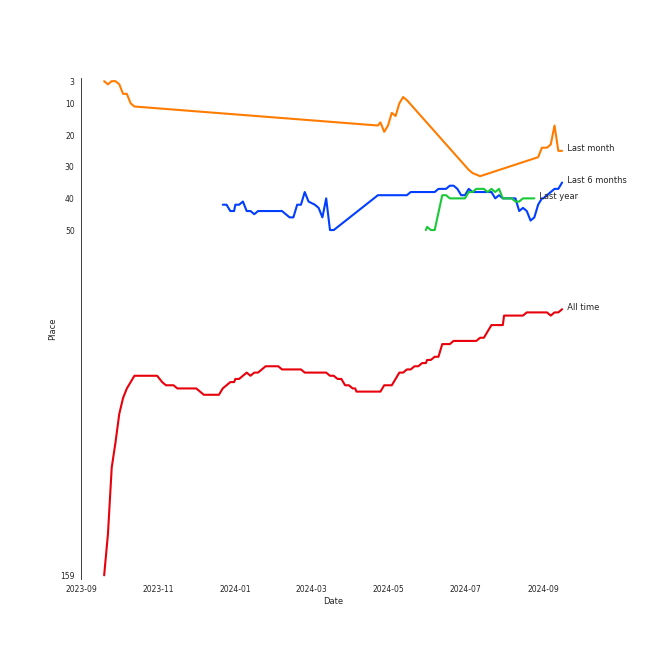 3
10
20
30
40
50
159
Place
Last month
Last 6 months
Last year
All time
2023-09 2023-11 2024-01 2024-03 2024-05 2024-07 2024-09
Date